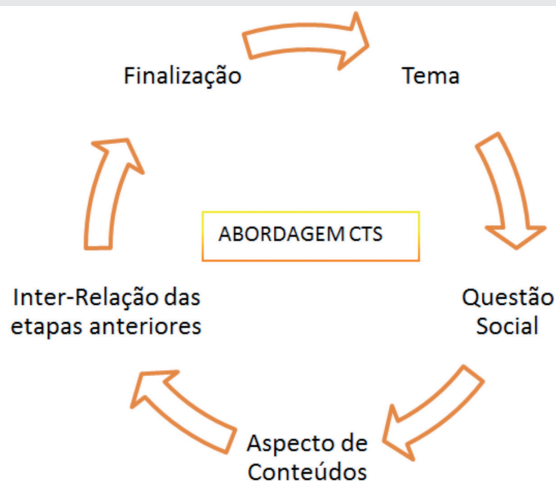 Finalização
Tema
ABORDAGEM CTS
Inter-Relação das
etapas anteriores
Questão
Social
Aspecto de
Conteúdos